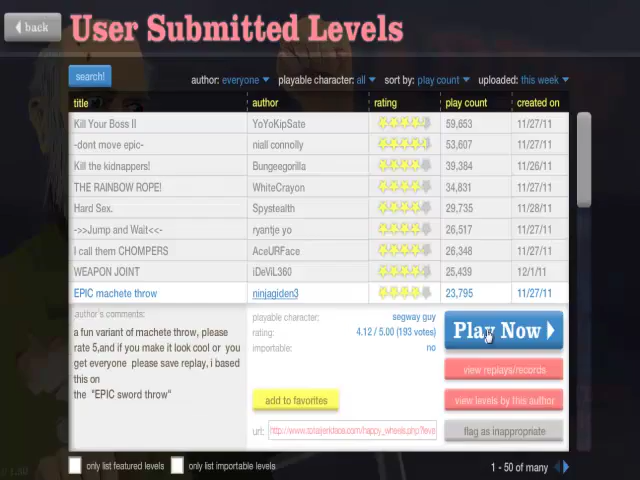 back
User Submitted Levels
search!
author: everyone playable character: all sort by: play count uploaded: this week
title author rating play count created on
Kill Your Boss II YoYoKipSate 59,653 11/27/11
-dont move epic- niall connolly 53,607 11/27/11
Kill the kidnappers! Bungeegorilla 39,384 11/26/11
THE RAINBOW ROPE! WhiteCrayon 34,831 11/27/11
Hard Sex. Spystealth 29,735 11/28/11
->>Jump and Wait<<- ryantje yo 26,517 11/27/11
I call them CHOMPERS AceURFace 26,348 11/27/11
WEAPON JOINT iDeViL360 25,439 12/1/11
EPIC machete throw ninjagiden3 23,795 11/27/11
author's comments:
a fun variant of machete throw, please
rate 5,and if you make it look cool or you
get everyone please save replay, i based
this on
the "EPIC sword throw"
playable character: segway guy
rating: 4.12 / 5.00 (193 votes)
importable: no
add to favorites
url: http://www.totaljerkface.com/happy_wheels.php?level
Play Now
view replays/records
view levels by this author
flag as inappropriate
only list featured levels only list importable levels
1 - 50 of many